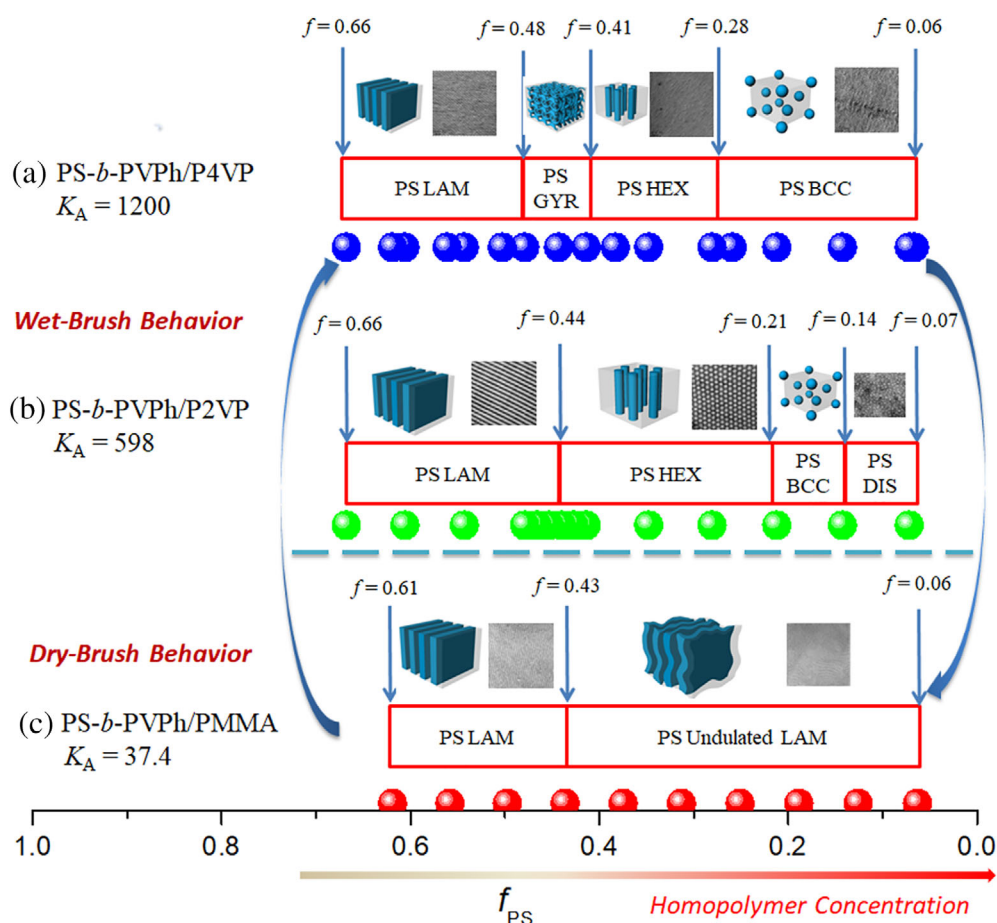 f = 0.66
f = 0.48
f = 0.41
f = 0.28
f = 0.06
(a) PS-b-PVPh/P4VP
KA = 1200
PS LAM
PS
GYR
PS HEX
PS BCC
Wet-Brush Behavior
f = 0.66
f = 0.44
f = 0.21
f = 0.14
f = 0.07
(b) PS-b-PVPh/P2VP
KA = 598
PS LAM
PS HEX
PS
BCC
PS
DIS
f = 0.61
f = 0.43
f = 0.06
Dry-Brush Behavior
(c) PS-b-PVPh/PMMA
KA = 37.4
PS LAM
PS Undulated LAM
1.0 0.8 0.6 0.4 0.2 0.0
fPS
Homopolymer Concentration